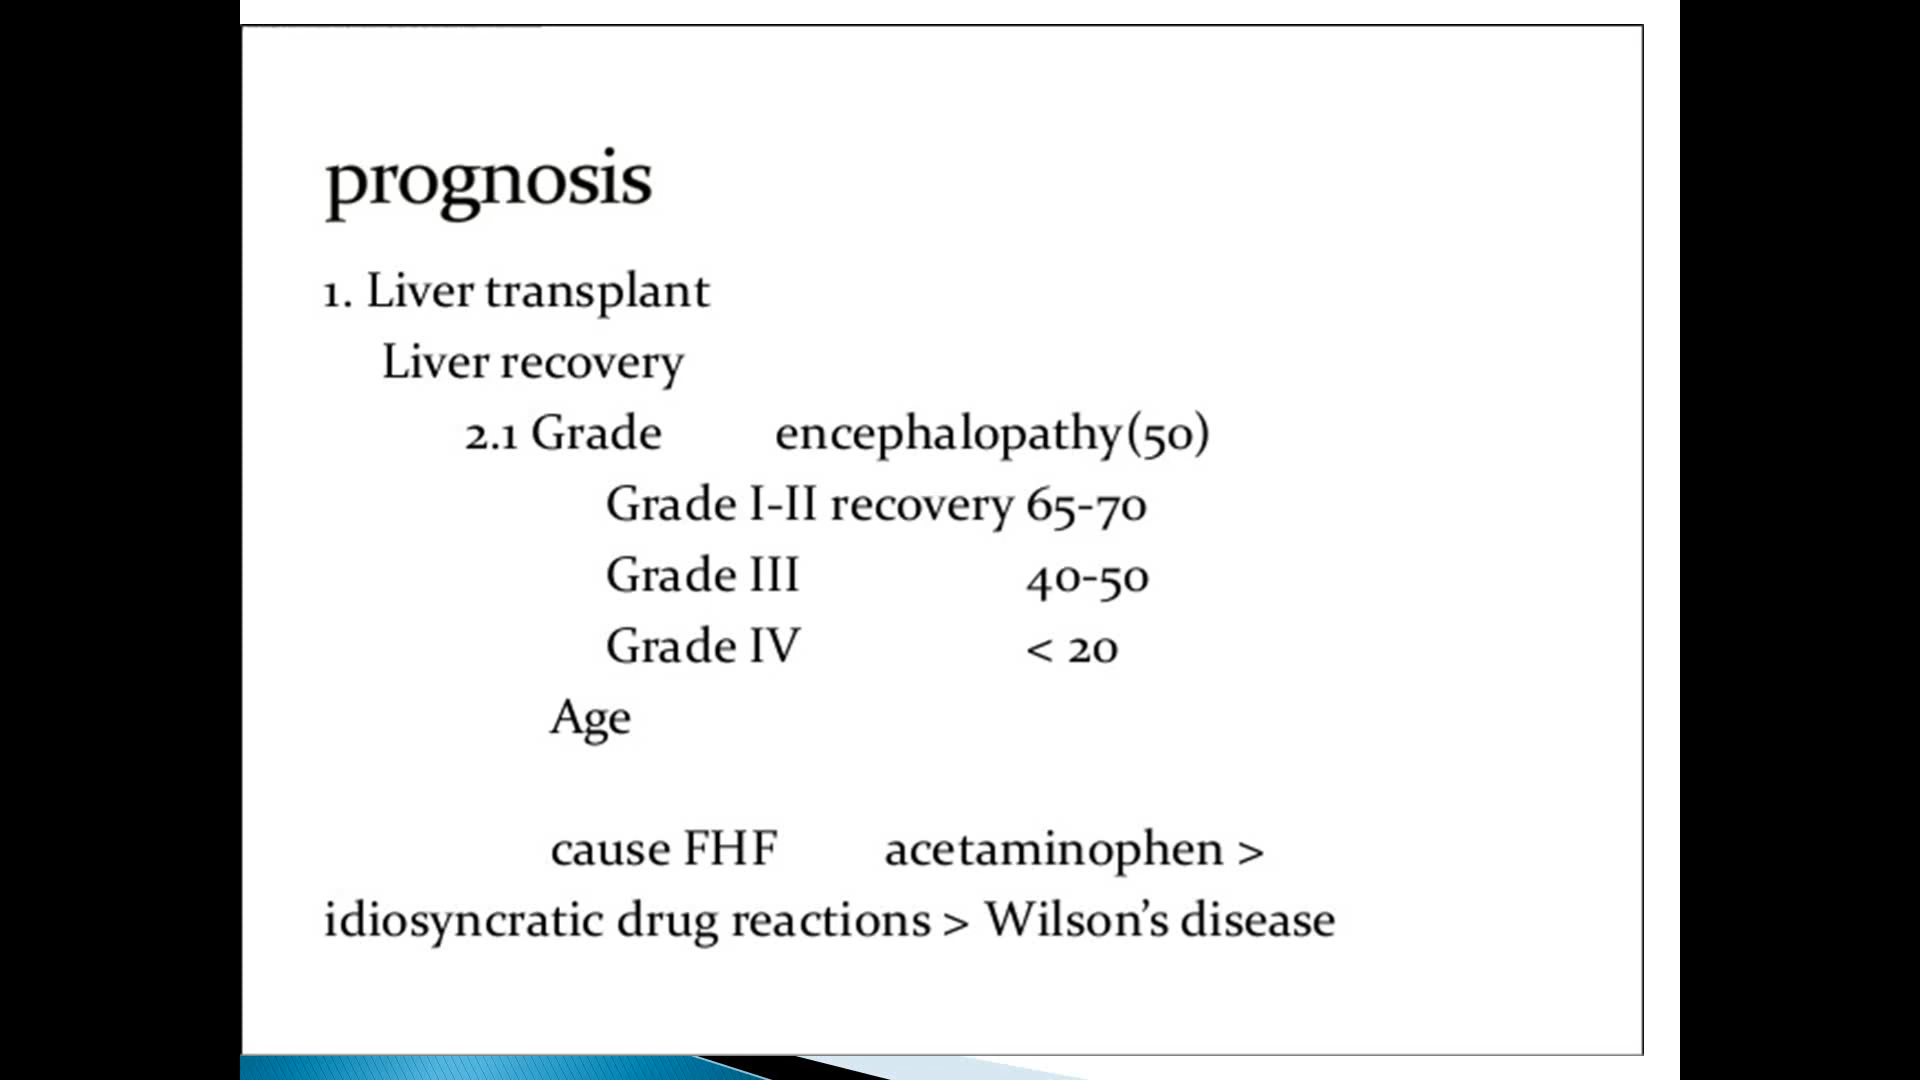 prognosis
1. Liver transplant
Liver recovery
2.1 Grade encephalopathy(50)
Grade I-II recovery 65-70
Grade III 40-50
Grade IV < 20
Age
cause FHF acetaminophen >
idiosyncratic drug reactions > Wilson’s disease